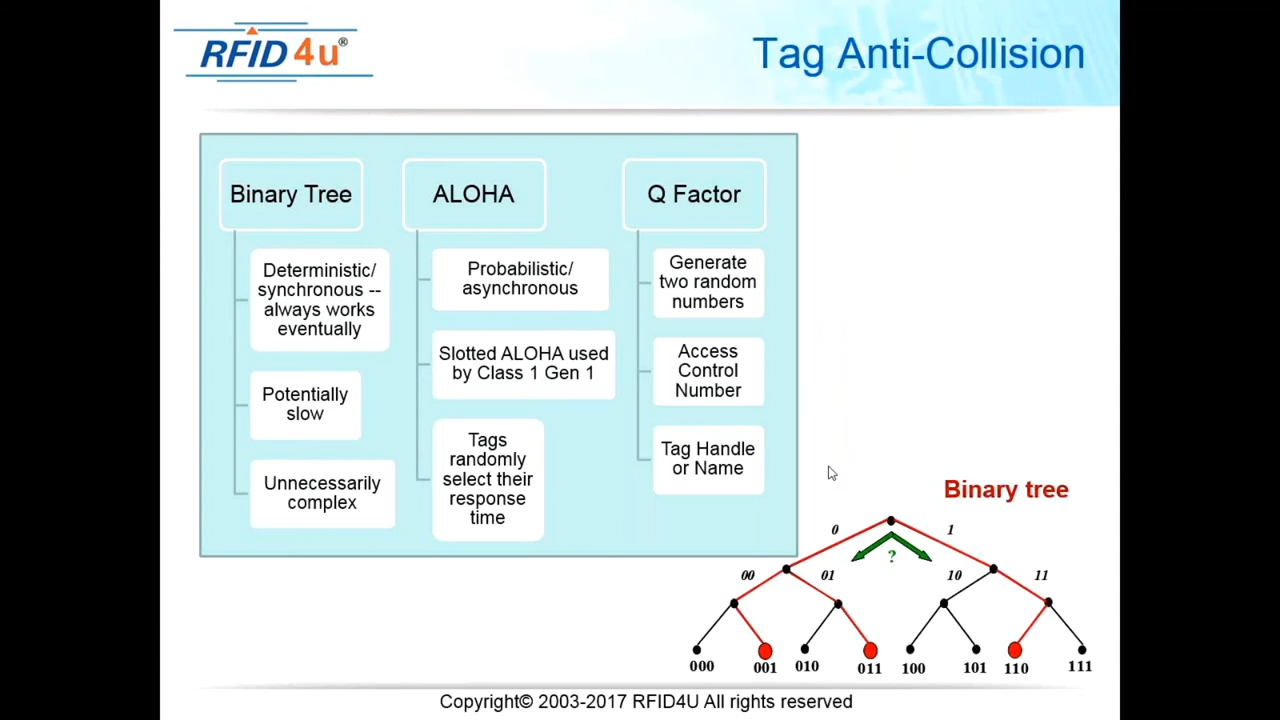 RFID4u®
Tag Anti-Collision
Binary Tree
Deterministic/
synchronous --
always works
eventually
Potentially
slow
Unnecessarily
complex
ALOHA
Probabilistic/
asynchronous
Slotted ALOHA used
by Class 1 Gen 1
Tags
randomly
select their
response
time
Q Factor
Generate
two random
numbers
Access
Control
Number
Tag Handle
or Name
Binary tree
0 1
?
00 01 10 11
000 001 010 011 100 101 110 111
Copyright© 2003-2017 RFID4U All rights reserved